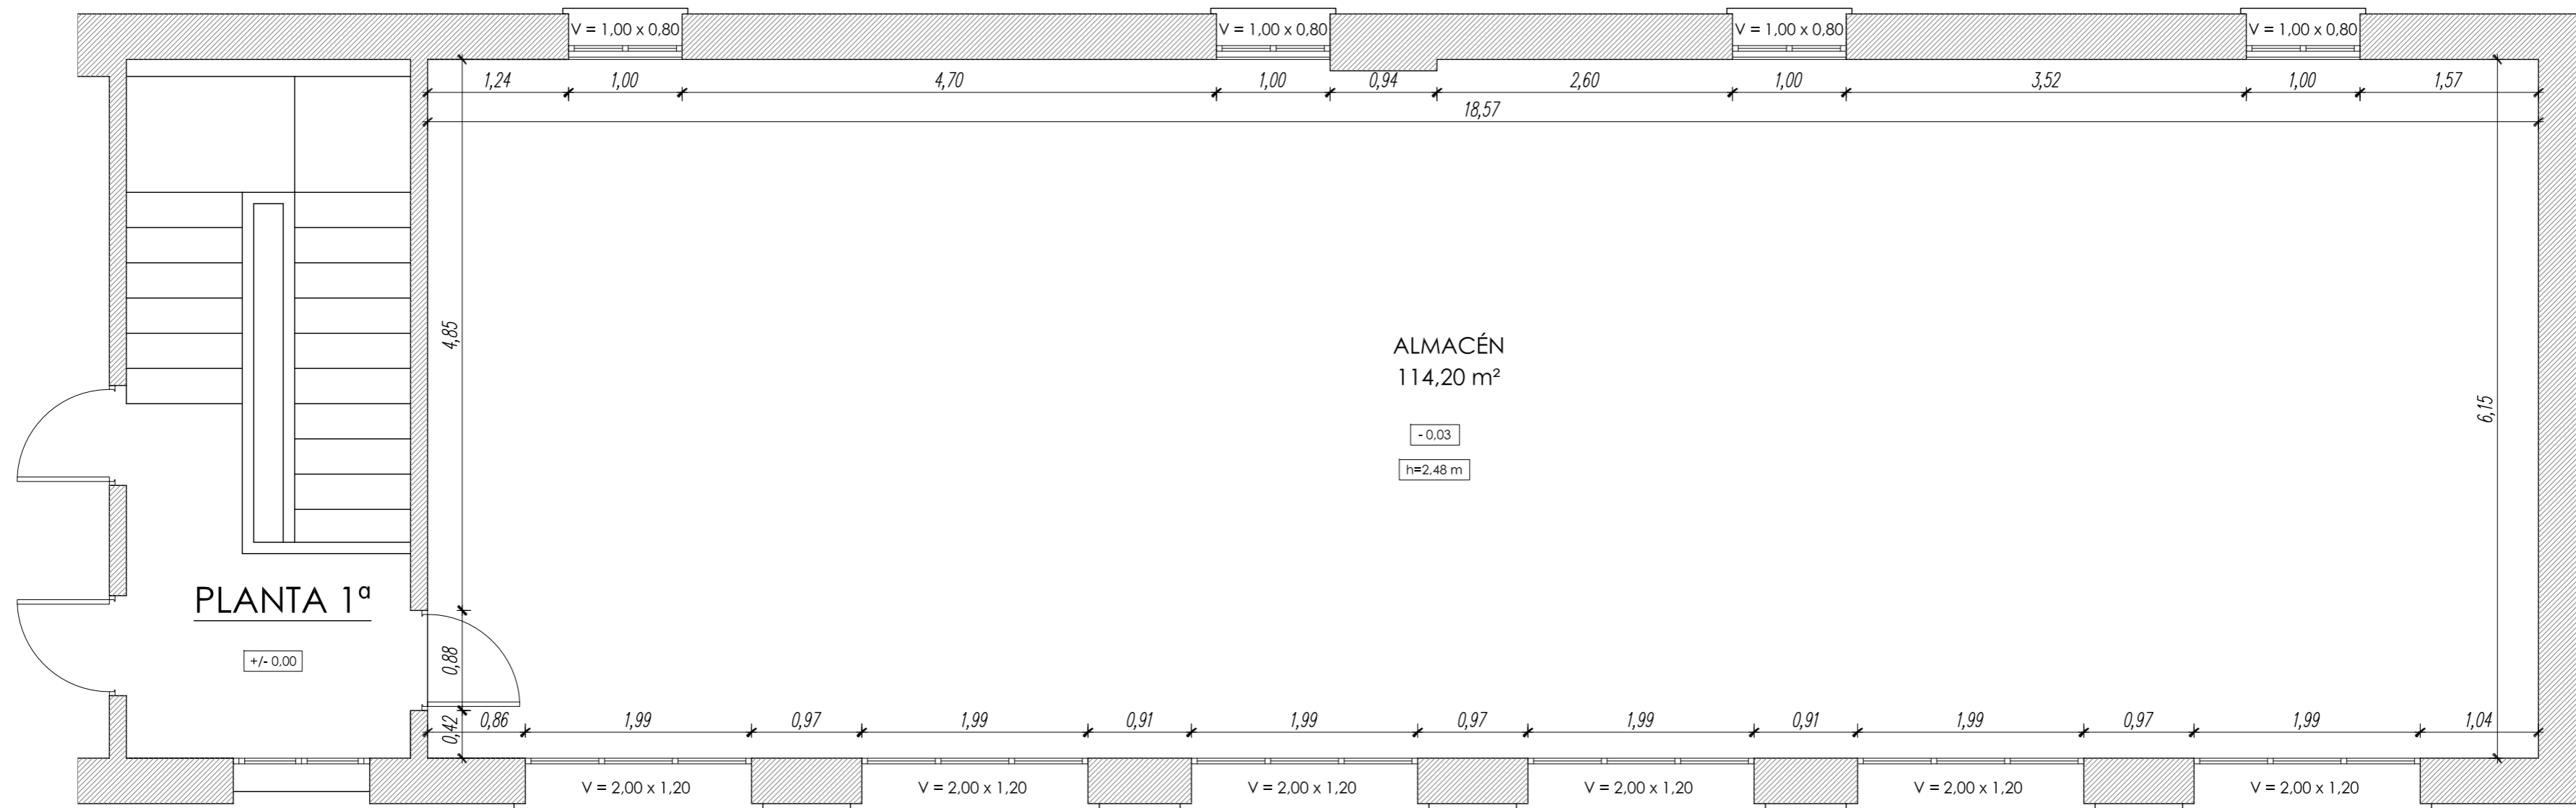 V = 1,00 x 0,80
V = 1,00 x 0,80
V = 1,00 x 0,80
V = 1,00 x 0,80
1,24
1,00
4,70
1,00
0,94
2,60
1,00
3,52
1,00
1,57
18,57
4,85
ALMACÉN
114,20 m²
- 0,03
h=2,48 m
6,15
PLANTA 1ª
+/- 0,00
0,88
0,42
0,86
1,99
0,97
1,99
0,91
1,99
0,97
1,99
0,91
1,99
0,97
1,99
1,04
V = 2,00 x 1,20
V = 2,00 x 1,20
V = 2,00 x 1,20
V = 2,00 x 1,20
V = 2,00 x 1,20
V = 2,00 x 1,20